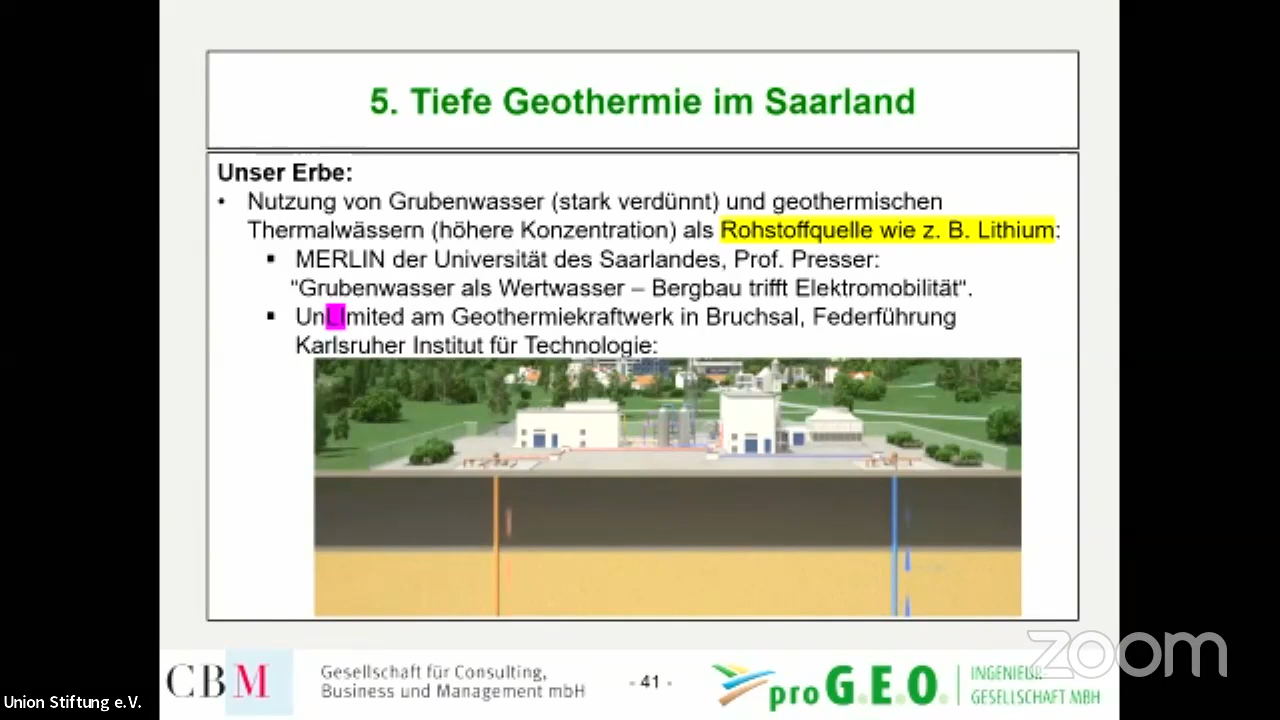 5. Tiefe Geothermie im Saarland
Unser Erbe:
• Nutzung von Grubenwasser (stark verdünnt) und geothermischen
Thermalwässern (höhere Konzentration) als Rohstoffquelle wie z. B. Lithium:
▪ MERLIN der Universität des Saarlandes, Prof. Presser:
"Grubenwasser als Wertwasser – Bergbau trifft Elektromobilität".
▪ UnLImited am Geothermiekraftwerk in Bruchsal, Federführung
Karlsruher Institut für Technologie:
CBM
Gesellschaft für Consulting,
Business und Management mbH
- 41 -
pro G.E.O.
INGENIEUR-
GESELLSCHAFT MBH
zoom
Union Stiftung e.V.